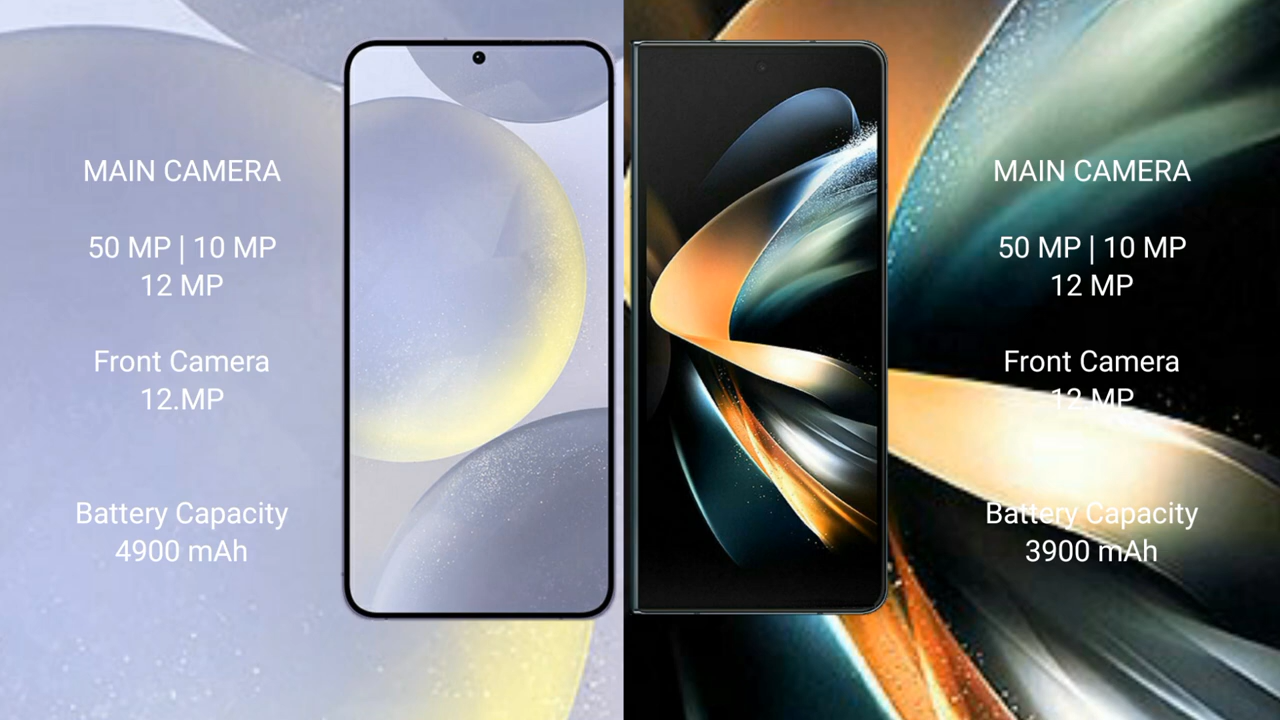 MAIN CAMERA
50 MP | 10 MP
12 MP
Front Camera
12.MP
Battery Capacity
4900 mAh
MAIN CAMERA
50 MP | 10 MP
12 MP
Front Camera
12.MP
Battery Capacity
3900 mAh